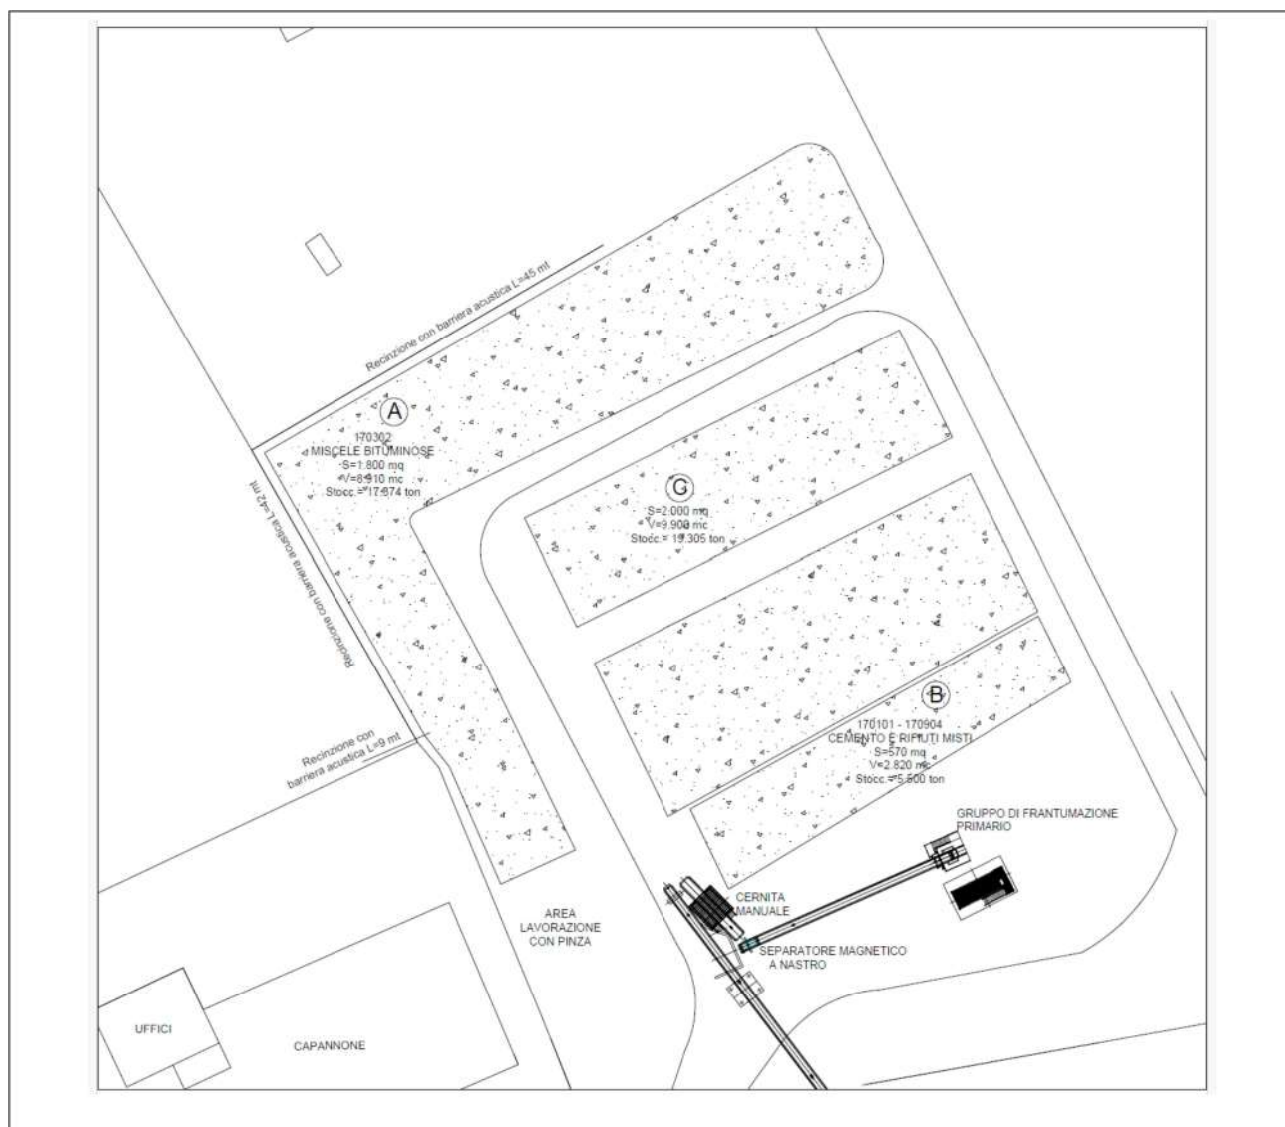 Recinzione con barriera acustica L=45 mt
A
170302
MISCELE BITUMINOSE
S=1.800 mq
V=8.910 mc
Stocc.= 17.374 ton
Recinzione con barriera acustica L=42 mt
G
S=2.000 mq
V=9.900 mc
Stocc.= 19.305 ton
B
170101 - 170904
CEMENTO E RIFIUTI MISTI
S=570 mq
V=2.820 mc
Stocc.= 5.500 ton
Recinzione con
barriera acustica L=9 mt
GRUPPO DI FRANTUMAZIONE
PRIMARIO
CERNITA
MANUALE
AREA
LAVORAZIONE
CON PINZA
SEPARATORE MAGNETICO
A NASTRO
UFFICI
CAPANNONE